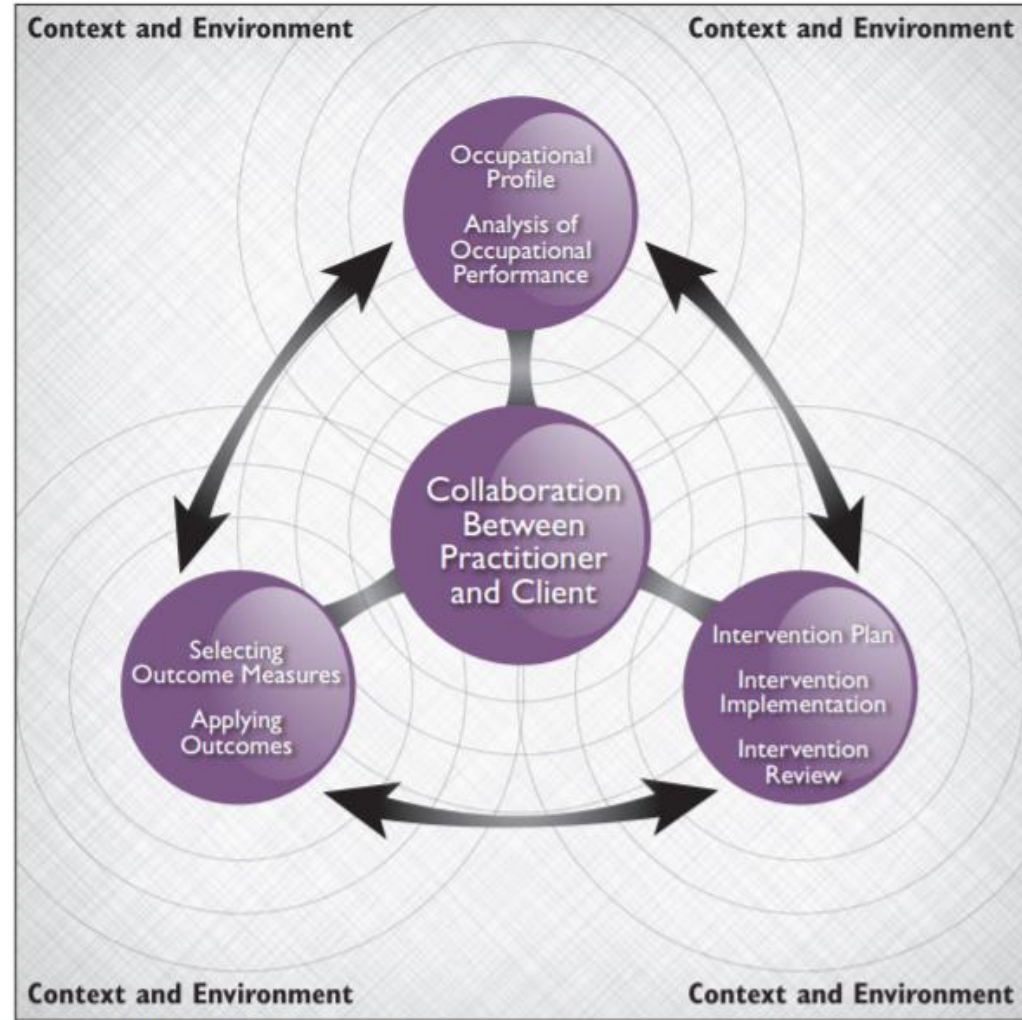 Context and Environment
Context and Environment
Occupational
Profile
Analysis of
Occupational
Performance
Collaboration
Between
Practitioner
and Client
Selecting
Outcome Measures
Applying
Outcomes
Intervention Plan
Intervention
Implementation
Intervention
Review
Context and Environment
Context and Environment